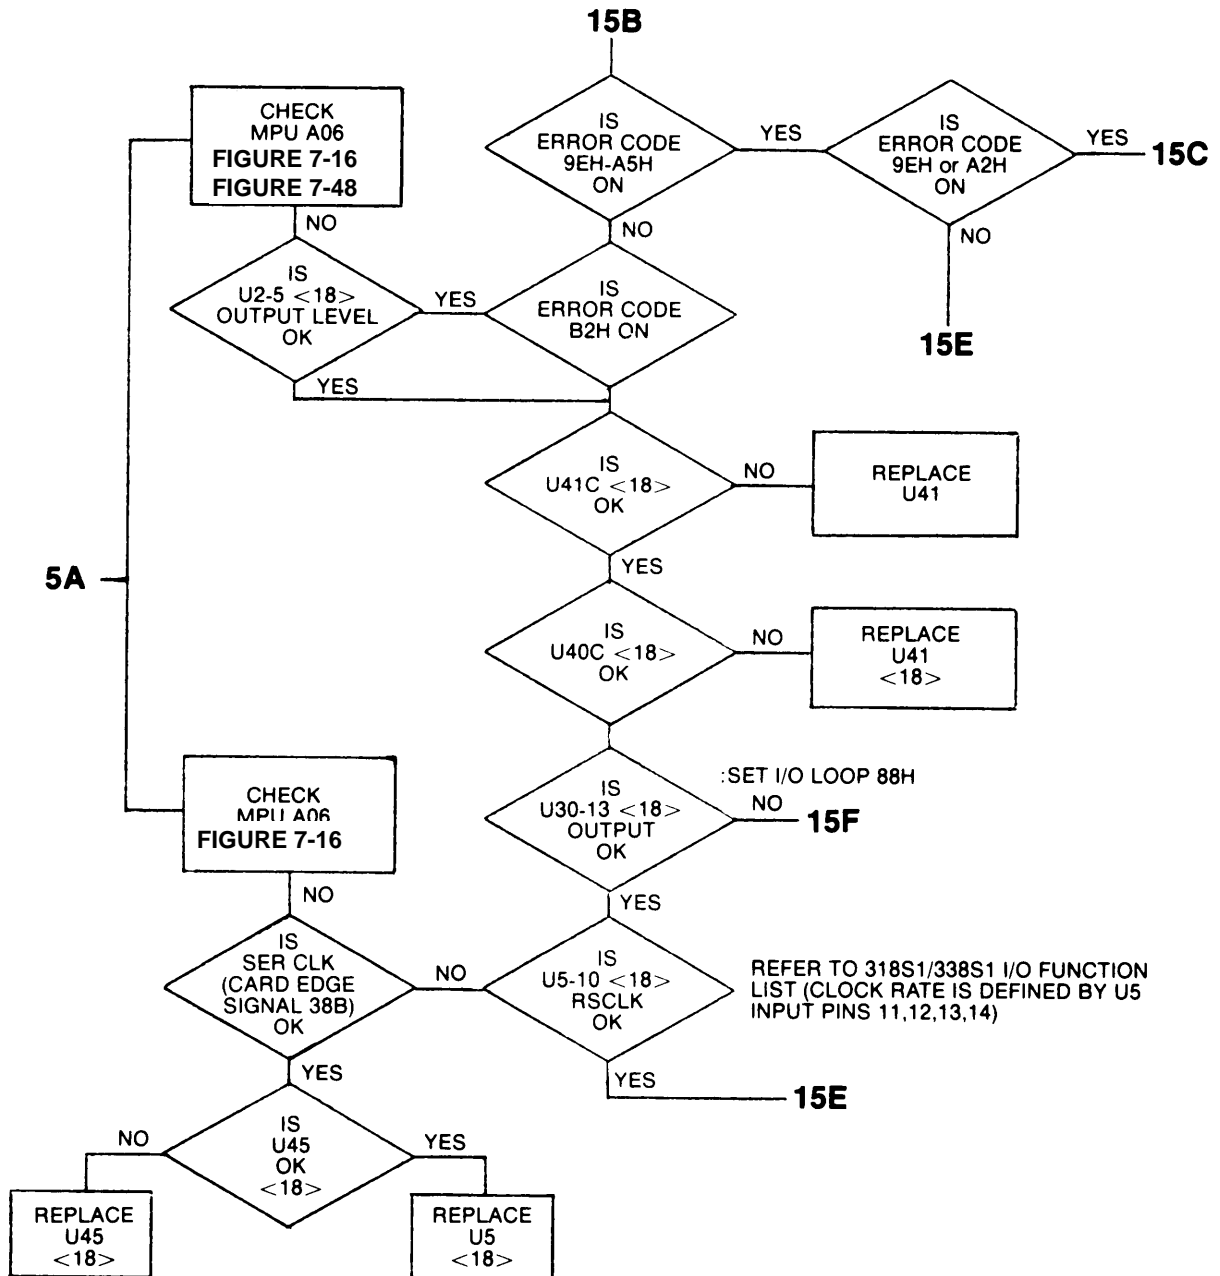 15B
CHECK
MPU A06
FIGURE 7-16
FIGURE 7-48
IS
ERROR CODE
9EH-A5H
ON
YES
IS
ERROR CODE
9EH or A2H
ON
YES
15C
NO
NO
NO
15E
IS
U2-5 <18>
OUTPUT LEVEL
OK
YES
IS
ERROR CODE
B2H ON
YES
IS
U41C <18>
OK
NO
REPLACE
U41
YES
5A
IS
U40C <18>
OK
NO
REPLACE
U41
<18>
CHECK
MPU A06
FIGURE 7-16
:SET I/O LOOP 88H
IS
U30-13 <18>
OUTPUT
OK
NO
15F
NO
YES
IS
SER CLK
(CARD EDGE
SIGNAL 38B)
OK
NO
IS
U5-10 <18>
RSCLK
OK
REFER TO 318S1/338S1 I/O FUNCTION
LIST (CLOCK RATE IS DEFINED BY U5
INPUT PINS 11,12,13,14)
YES
YES
15E
IS
U45
OK
<18>
NO
YES
REPLACE
U45
<18>
REPLACE
U5
<18>